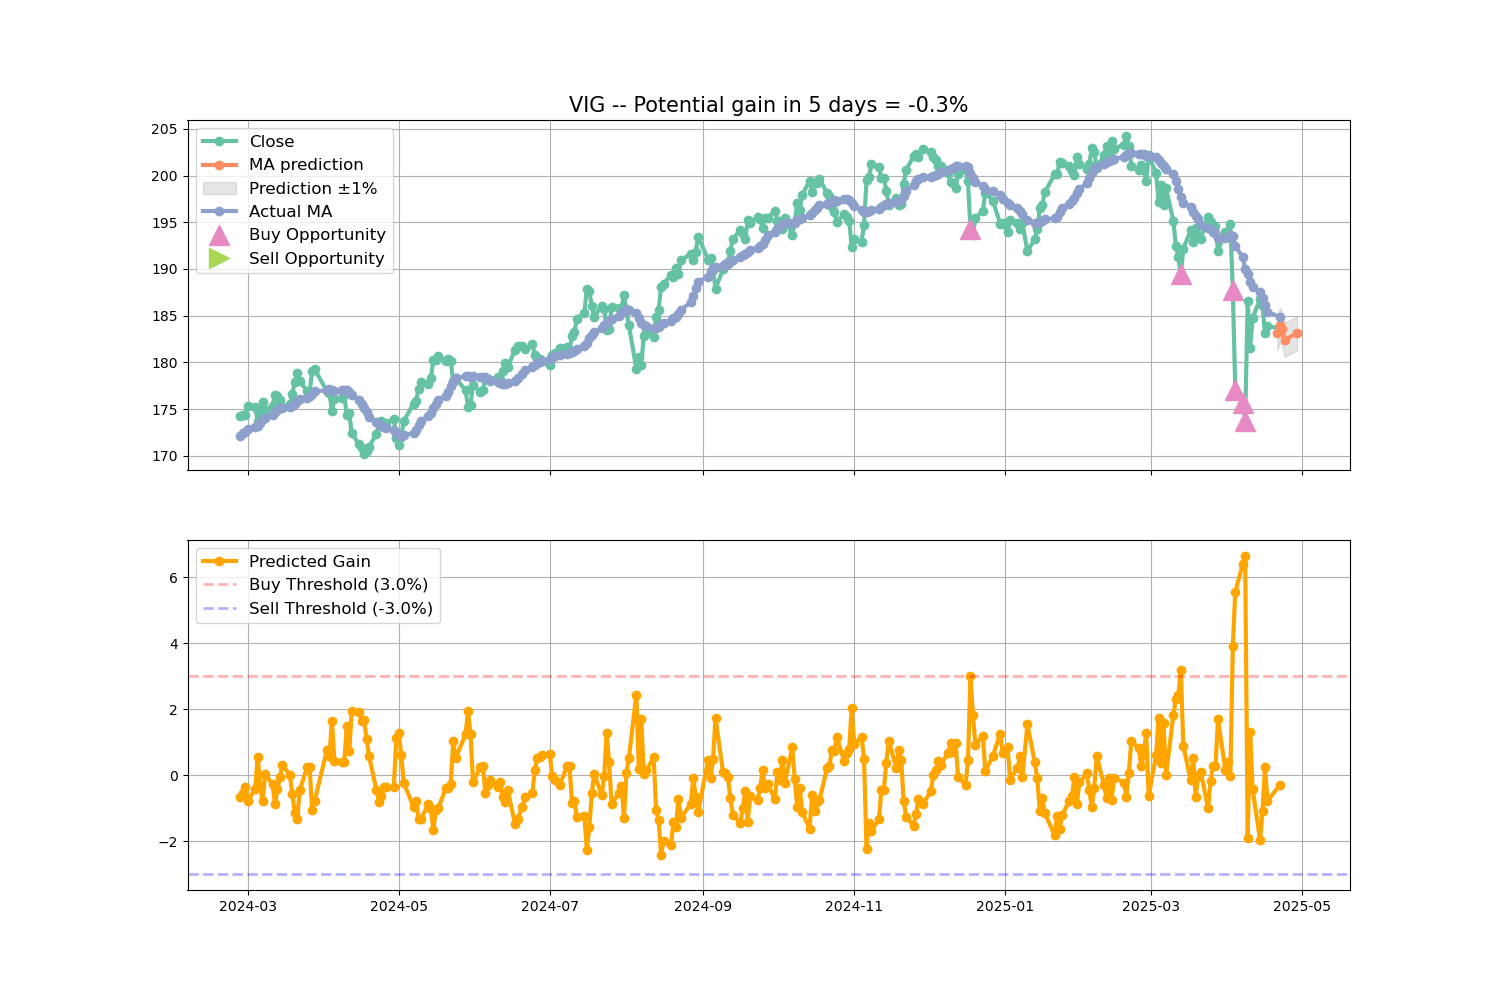 VIG -- Potential gain in 5 days = -0.3%
205
200
195
190
185
180
175
170
Close
MA prediction
Prediction ±1%
Actual MA
Buy Opportunity
Sell Opportunity
6
4
2
0
−2
Predicted Gain
Buy Threshold (3.0%)
Sell Threshold (-3.0%)
2024-03 2024-05 2024-07 2024-09 2024-11 2025-01 2025-03 2025-05